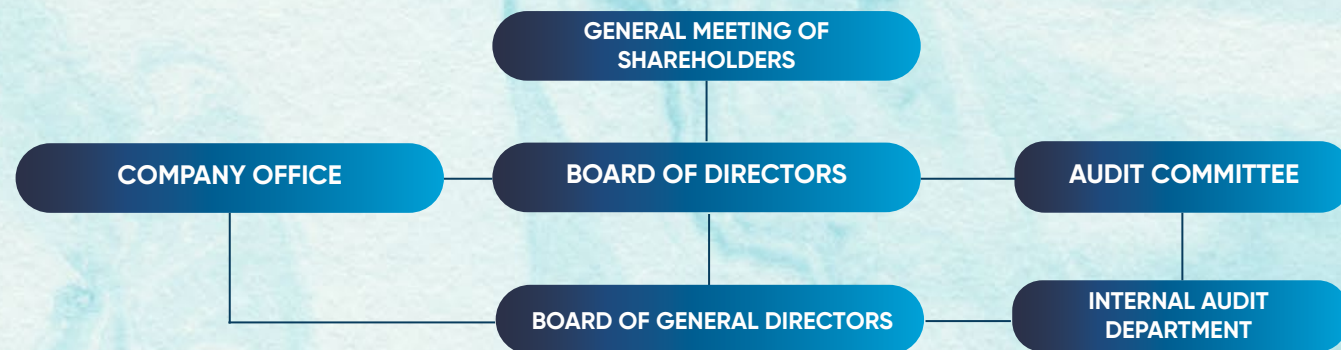 GENERAL MEETING OF
SHAREHOLDERS
COMPANY OFFICE
BOARD OF DIRECTORS
AUDIT COMMITTEE
BOARD OF GENERAL DIRECTORS
INTERNAL AUDIT
DEPARTMENT